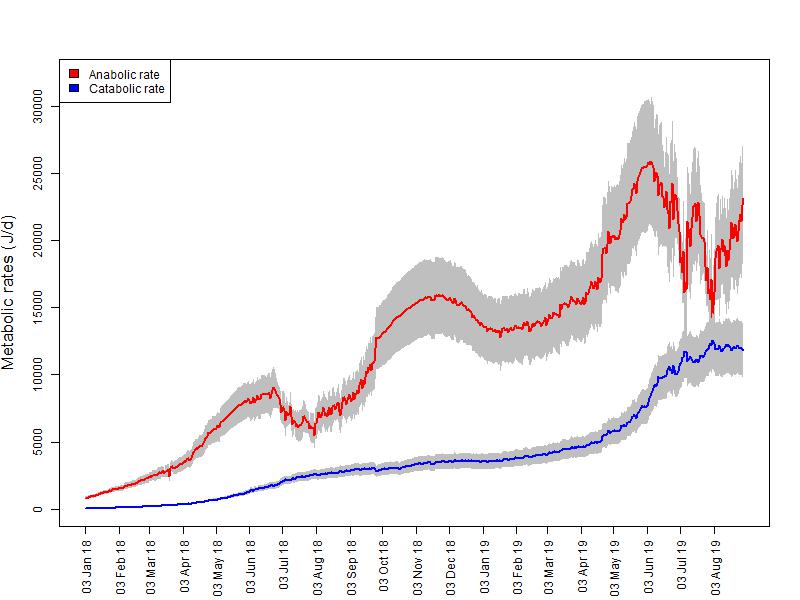 Anabolic rate
Catabolic rate
Metabolic rates (J/d)
30000
25000
20000
15000
10000
5000
0
03 Jan 18
03 Feb 18
03 Mar 18
03 Apr 18
03 May 18
03 Jun 18
03 Jul 18
03 Aug 18
03 Sep 18
03 Oct 18
03 Nov 18
03 Dec 18
03 Jan 19
03 Feb 19
03 Mar 19
03 Apr 19
03 May 19
03 Jun 19
03 Jul 19
03 Aug 19